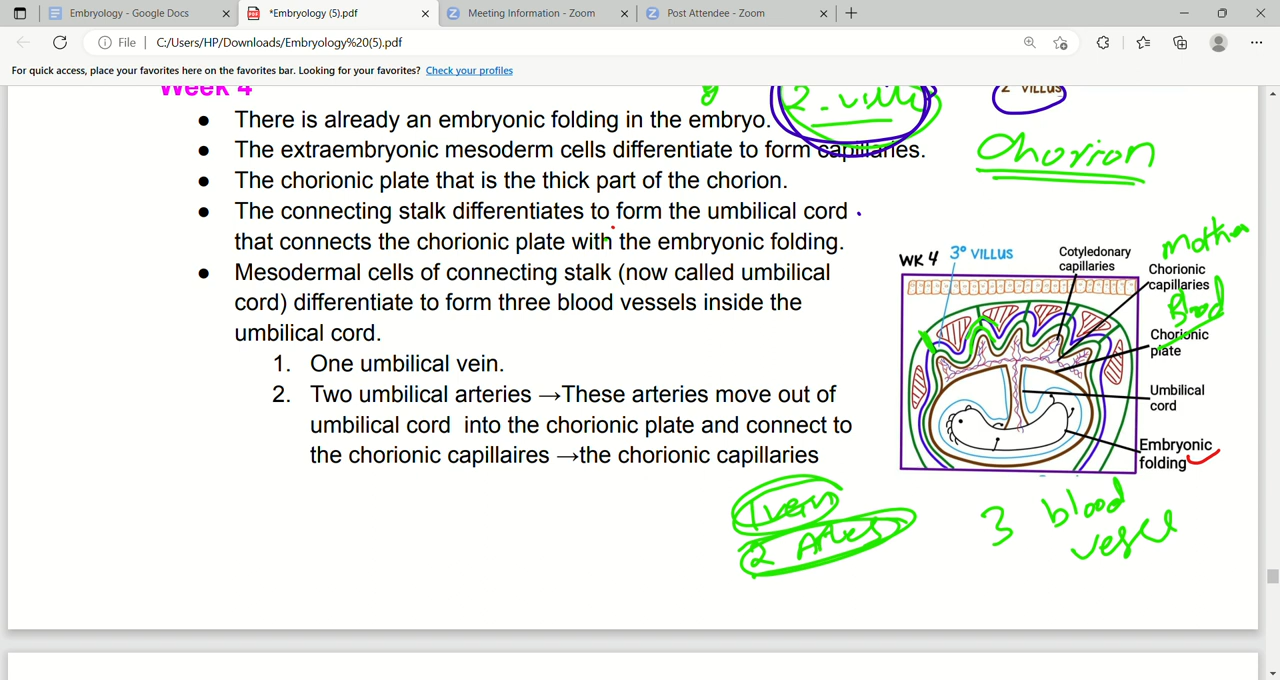 Embryology - Google Docs
*Embryology (5).pdf
Meeting Information - Zoom
Post Attendee - Zoom
File
C:/Users/HP/Downloads/Embryology%20(5).pdf
For quick access, place your favorites here on the favorites bar. Looking for your favorites? Check your profiles
Week 4
● There is already an embryonic folding in the embryo.
● The extraembryonic mesoderm cells differentiate to form capillaries.
● The chorionic plate that is the thick part of the chorion.
● The connecting stalk differentiates to form the umbilical cord
that connects the chorionic plate with the embryonic folding.
● Mesodermal cells of connecting stalk (now called umbilical
cord) differentiate to form three blood vessels inside the
umbilical cord.
1. One umbilical vein.
2. Two umbilical arteries →These arteries move out of
umbilical cord into the chorionic plate and connect to
the chorionic capillaires →the chorionic capillaries
2 - villi
2° VILLUS
Chorion
WK 4
3° VILLUS
Cotyledonary
capillaries
Mother
Chorionic
capillaries
Blood
Chorionic
plate
Umbilical
cord
Embryonic
folding
1 vein
3 blood
vesel